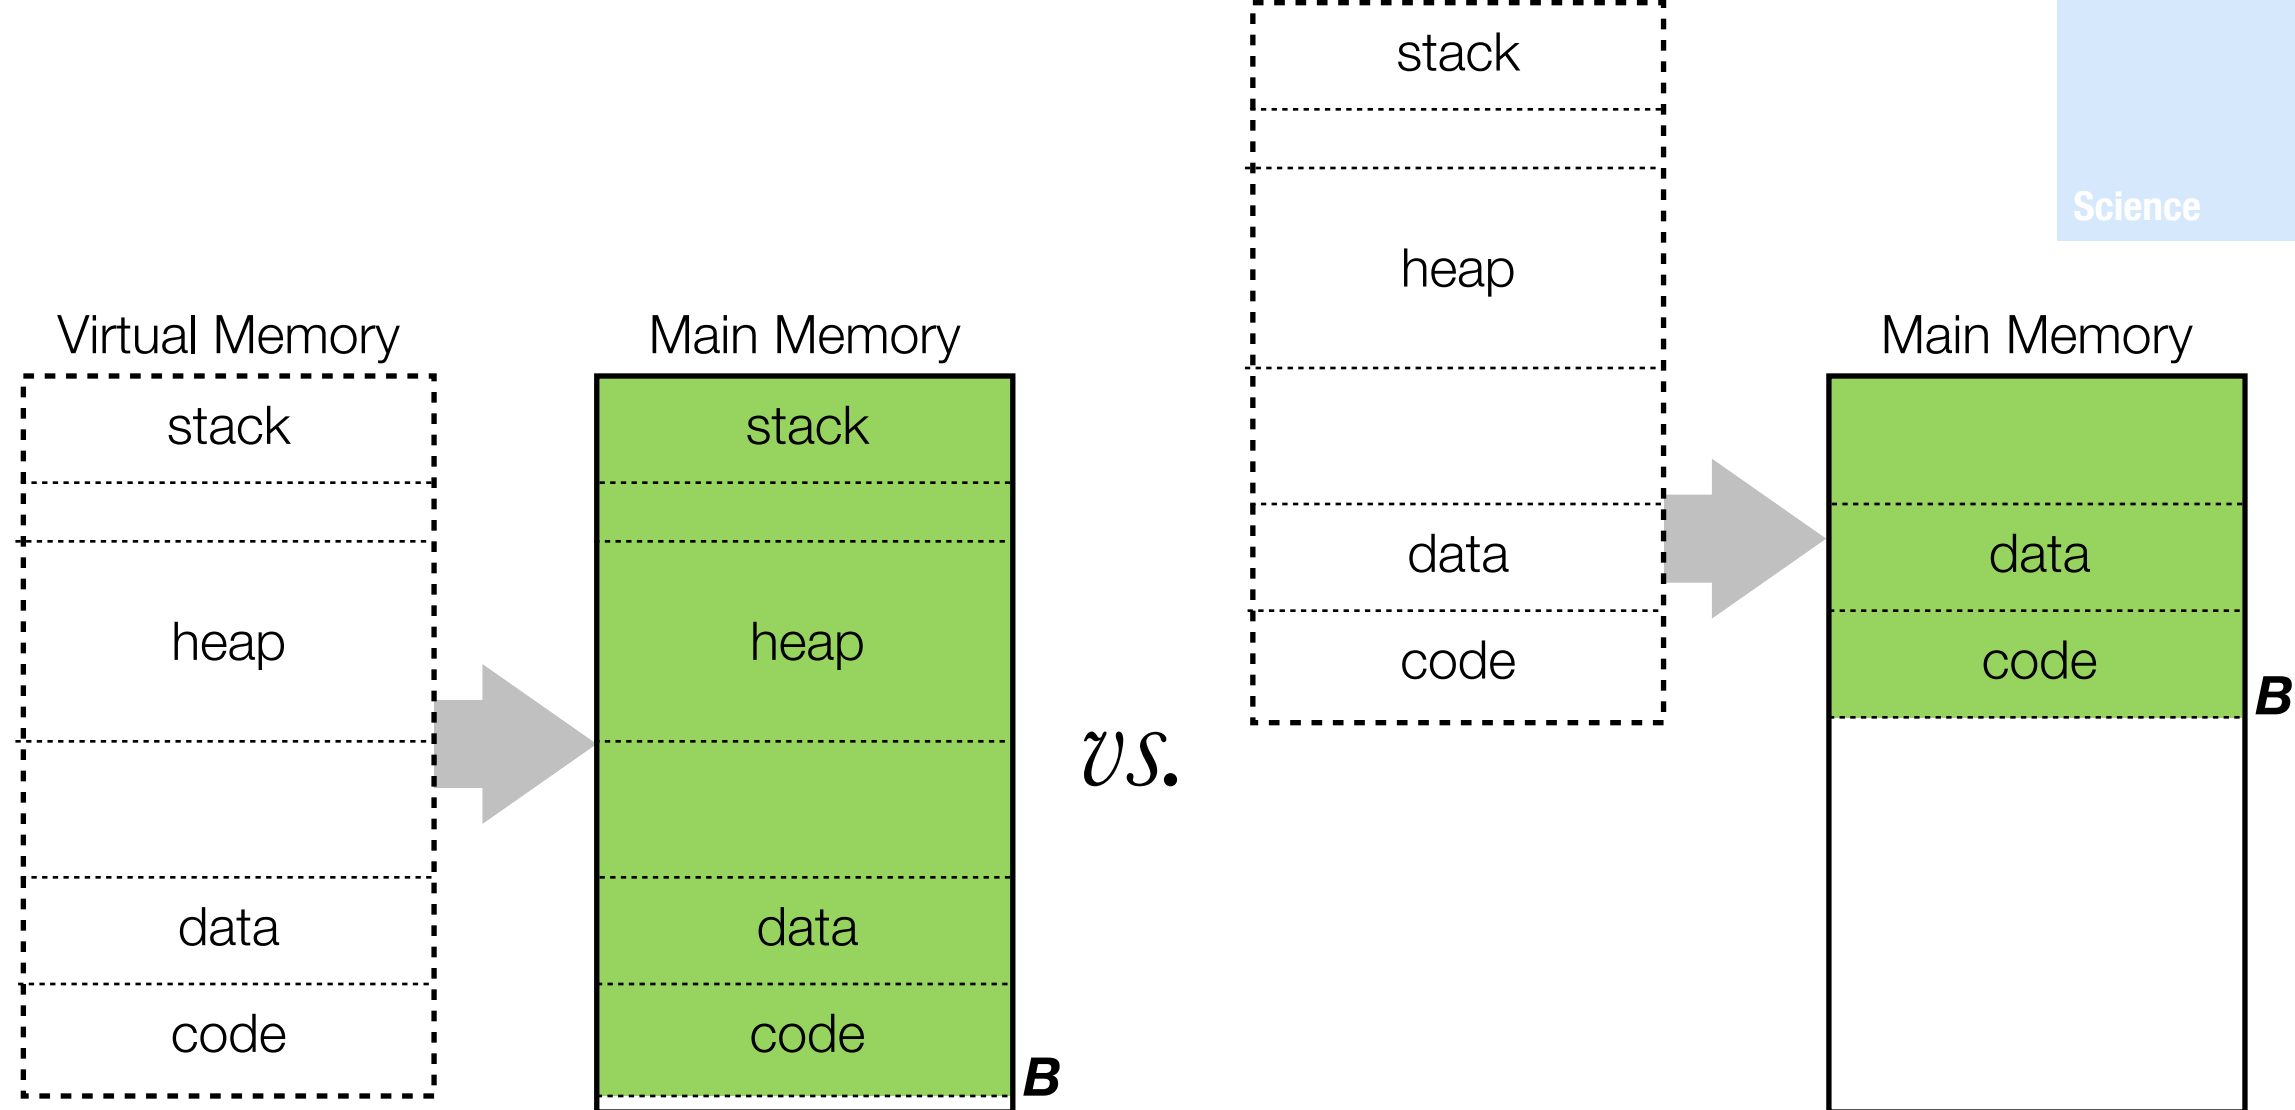 Virtual Memory
stack
heap
data
code
Main Memory
stack
heap
data
code
B
vs.
stack
heap
data
code
Main Memory
data
code
B
Science